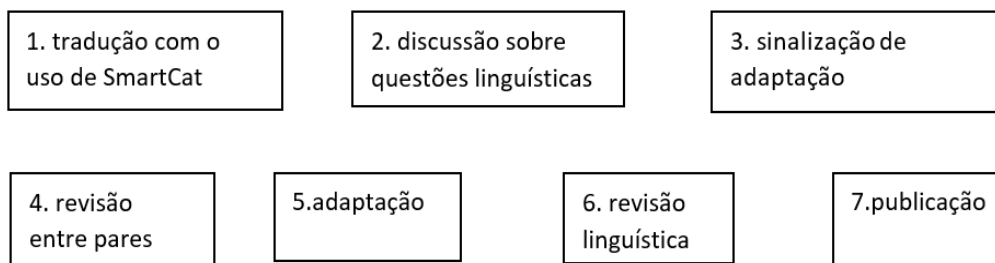 1. tradução com o
uso de SmartCat
2. discussão sobre
questões linguísticas
3. sinalização de
adaptação
4. revisão
entre pares
5.adaptação
6. revisão
linguística
7.publicação